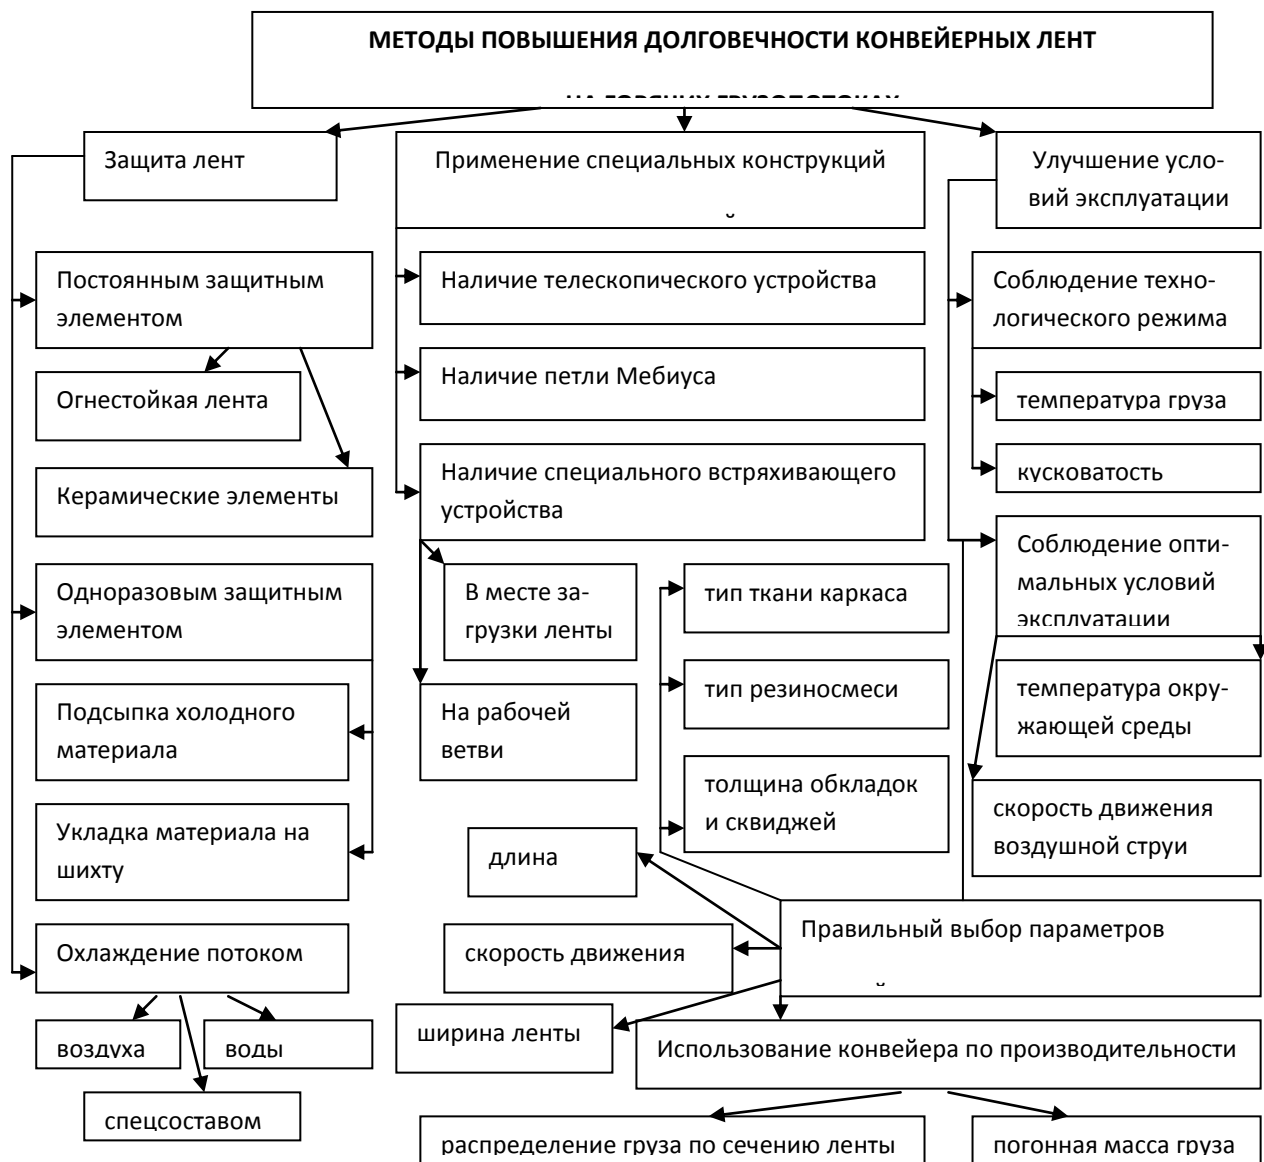 МЕТОДЫ ПОВЫШЕНИЯ ДОЛГОВЕЧНОСТИ КОНВЕЙЕРНЫХ ЛЕНТ
НА ГОРЯЧИХ ГРУЗОПОТОКАХ
Защита лент
Применение специальных конструкций
Улучшение усло-
вий эксплуатации
Постоянным защитным
элементом
Огнестойкая лента
Керамические элементы
Одноразовым защитным
элементом
Подсыпка холодного
материала
Укладка материала на
шихту
Охлаждение потоком
воздуха
воды
спецсоставом
Наличие телескопического устройства
Наличие петли Мебиуса
Наличие специального встряхивающего
устройства
В месте за-
грузки ленты
На рабочей
ветви
Соблюдение техно-
логического режима
температура груза
кусковатость
Соблюдение опти-
мальных условий
эксплуатации
температура окру-
жающей среды
скорость движения
воздушной струи
тип ткани каркаса
тип резиносмеси
толщина обкладок
и сквиджей
длина
скорость движения
ширина ленты
Правильный выбор параметров
Использование конвейера по производительности
распределение груза по сечению ленты
погонная масса груза